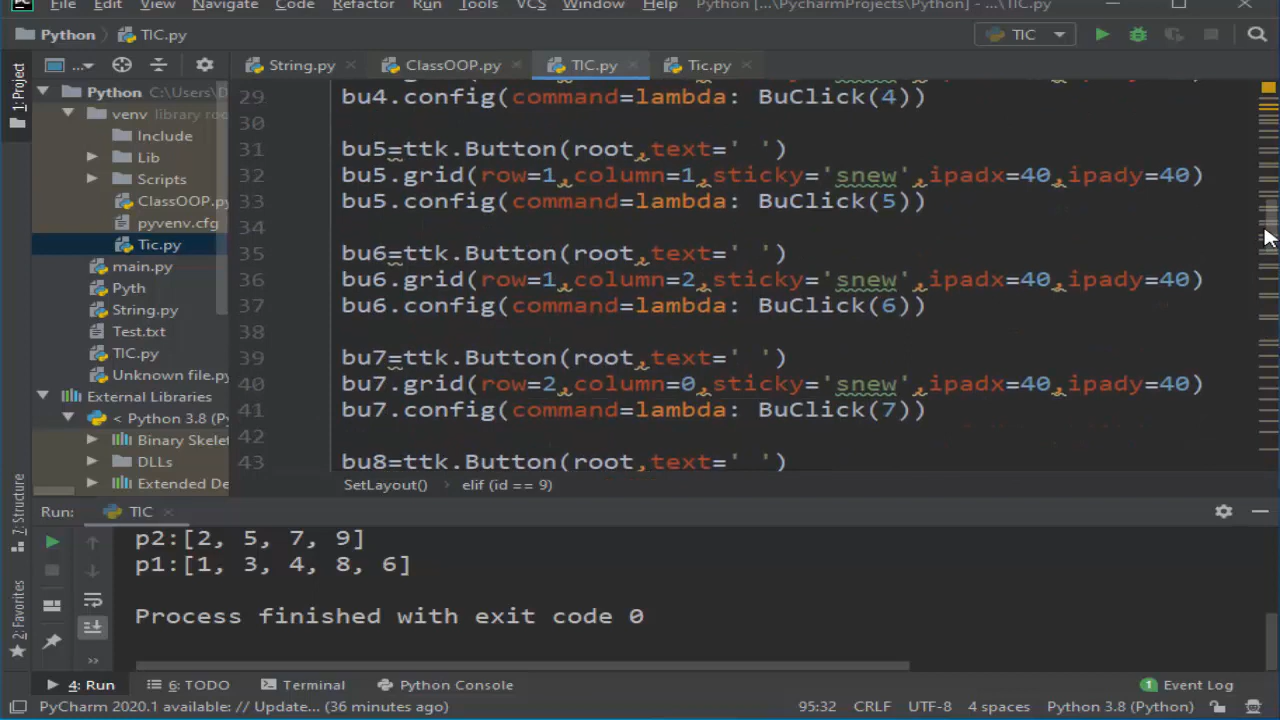 File Edit View Navigate Code Refactor Run Tools VCS Window Help Python [...\PycharmProjects\Python] - ...\TIC.py
Python TIC.py TIC
1: Project ... String.py ClassOOP.py TIC.py Tic.py
Python C:\Users\D
venv library roo
Include
Lib
Scripts
ClassOOP.py
pyvenv.cfg
Tic.py
main.py
Pyth
String.py
Test.txt
TIC.py
Unknown file.py
External Libraries
< Python 3.8 (P
Binary Skelet
DLLs
Extended De
29 bu4.config(command=lambda: BuClick(4))
30
31 bu5=ttk.Button(root,text=' ')
32 bu5.grid(row=1,column=1,sticky='snew',ipadx=40,ipady=40)
33 bu5.config(command=lambda: BuClick(5))
34
35 bu6=ttk.Button(root,text=' ')
36 bu6.grid(row=1,column=2,sticky='snew',ipadx=40,ipady=40)
37 bu6.config(command=lambda: BuClick(6))
38
39 bu7=ttk.Button(root,text=' ')
40 bu7.grid(row=2,column=0,sticky='snew',ipadx=40,ipady=40)
41 bu7.config(command=lambda: BuClick(7))
42
43 bu8=ttk.Button(root,text=' ')
SetLayout() › elif (id == 9)
7: Structure
2: Favorites
Run: TIC
p2:[2, 5, 7, 9]
p1:[1, 3, 4, 8, 6]
Process finished with exit code 0
»
4: Run 6: TODO Terminal Python Console 1 Event Log
PyCharm 2020.1 available: // Update... (36 minutes ago) 95:32 CRLF UTF-8 4 spaces Python 3.8 (Python)